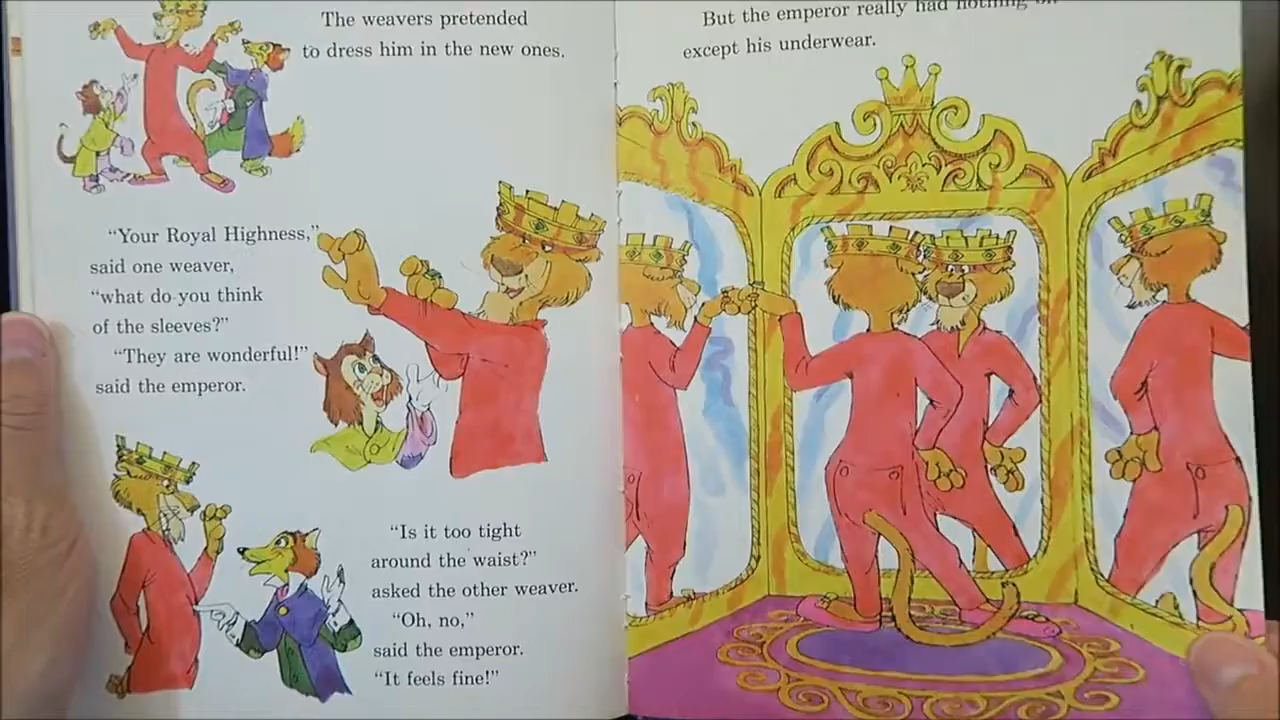 The weavers pretended
to dress him in the new ones.
"Your Royal Highness,"
said one weaver,
"what do you think
of the sleeves?"
"They are wonderful!"
said the emperor.
"Is it too tight
around the waist?"
asked the other weaver.
"Oh, no,"
said the emperor.
"It feels fine!"
But the emperor really had nothing
except his underwear.